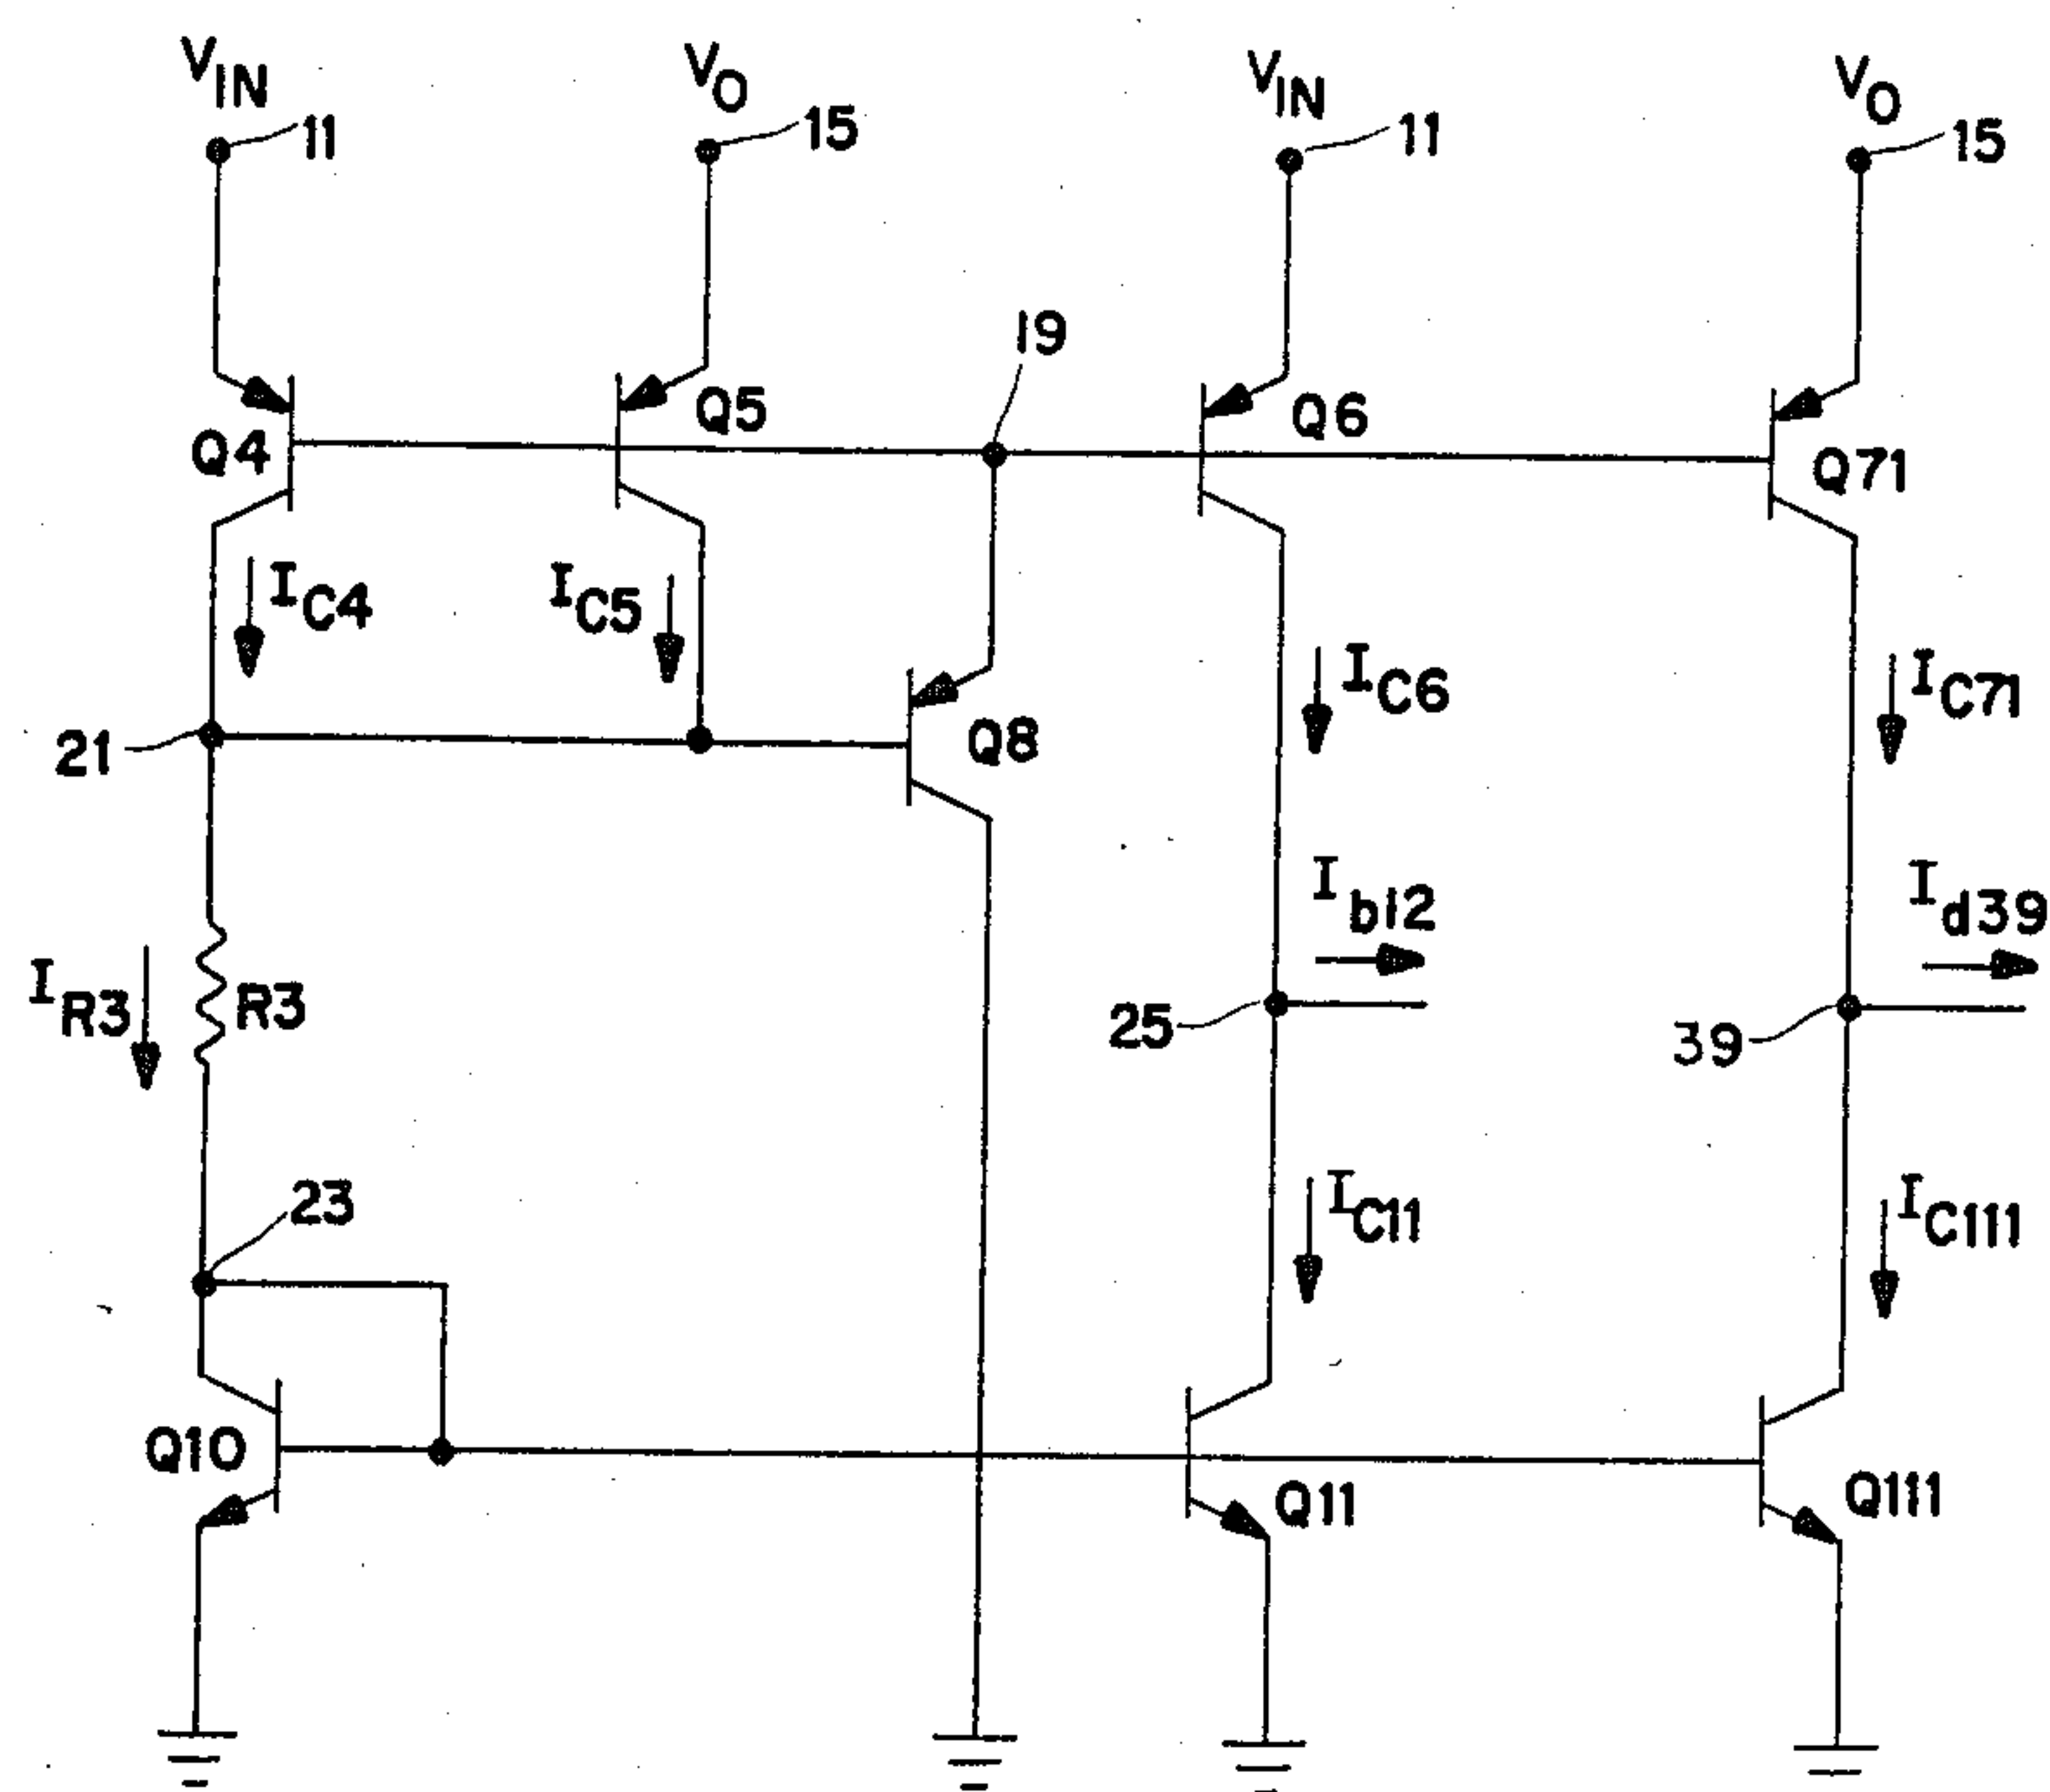 VIN
VO
VIN
VO
11
15
11
15
19
Q4
Q5
Q6
Q71
IC4
IC5
IC6
IC71
21
Q8
Ib12
Id39
IR3
R3
25
39
23
IC11
IC111
Q10
Q11
Q111